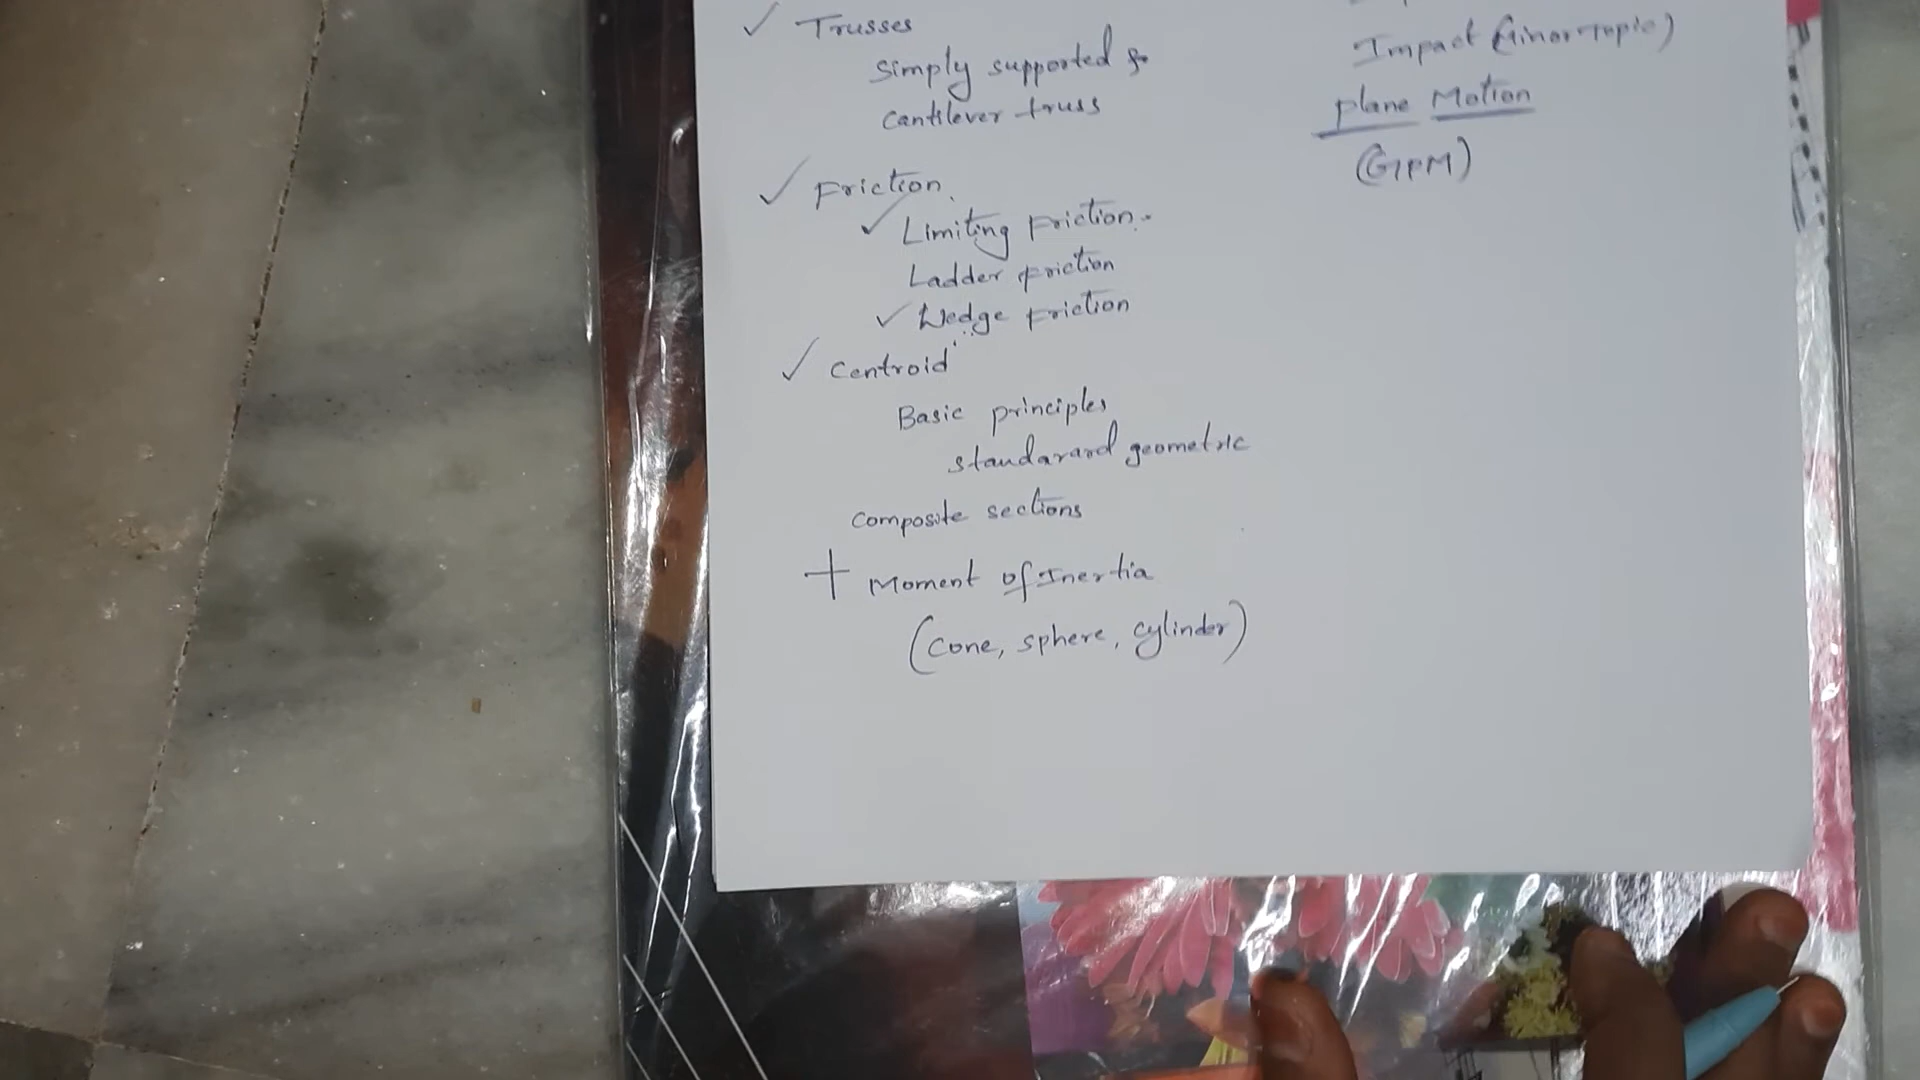 ✓ Trusses
Simply supported &
cantilever truss
✓ Friction
✓ Limiting Friction
Ladder friction
✓ Wedge Friction
✓ Centroid
Basic principles
standarard geometric
composite sections
+ Moment of Inertia
(Cone, sphere, cylinder)
Impact (Minor Topic)
plane Motion
(GPM)